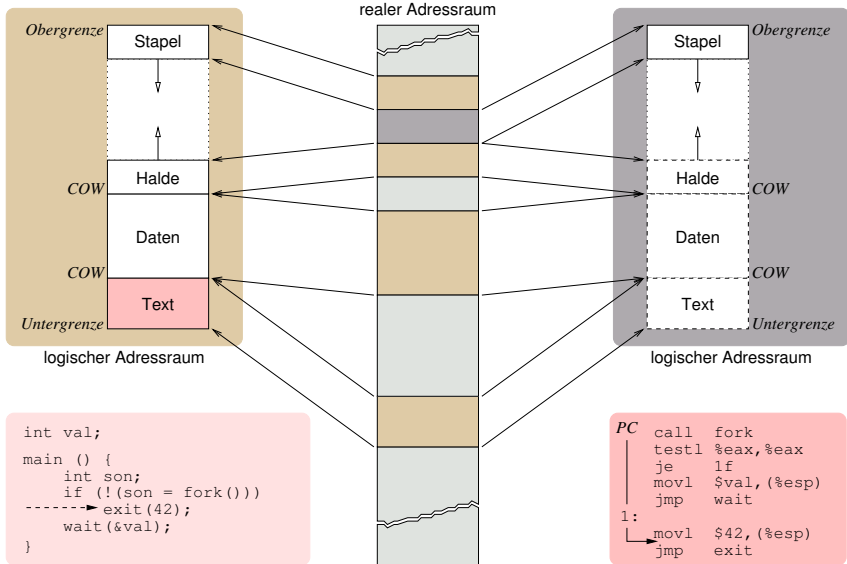 realer Adressraum
Obergrenze
Stapel
Halde
COW
Daten
COW
Text
Untergrenze
logischer Adressraum
Stapel
Obergrenze
Halde
COW
Daten
COW
Text
Untergrenze
logischer Adressraum
int val;
main () {
int son;
if (!(son = fork()))
exit(42);
wait(&val);
}
PC
call fork
testl %eax,%eax
je 1f
movl $val,(%esp)
jmp wait
1:
movl $42,(%esp)
jmp exit